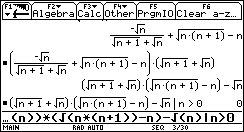 F1 F2 F3 F4 F5 F6
Algebra Calc Other PrgmIO Clear a-z…
-√n / (√(n + 1) + √n) + √(n·(n + 1)) - n
(-√n / (√(n + 1) + √n) + √(n·(n + 1)) - n)·(√(n + 1) + √n)
(√(n + 1) + √n)·(√(n·(n + 1)) - n) - √n
(√(n + 1) + √n)·(√(n·(n + 1)) - n) - √n | n > 0 0
…(n))*(√(n*(n+1))-n)-√(n)|n>0
MAIN RAD AUTO SEQ 3/30